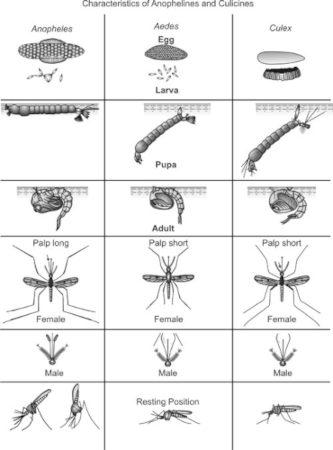 Characteristics of Anophelines and Culicines
Anopheles Aedes Culex
Egg
Larva
Pupa
Adult
Palp long Palp short Palp short
Female Female Female
Male Male Male
Resting Position